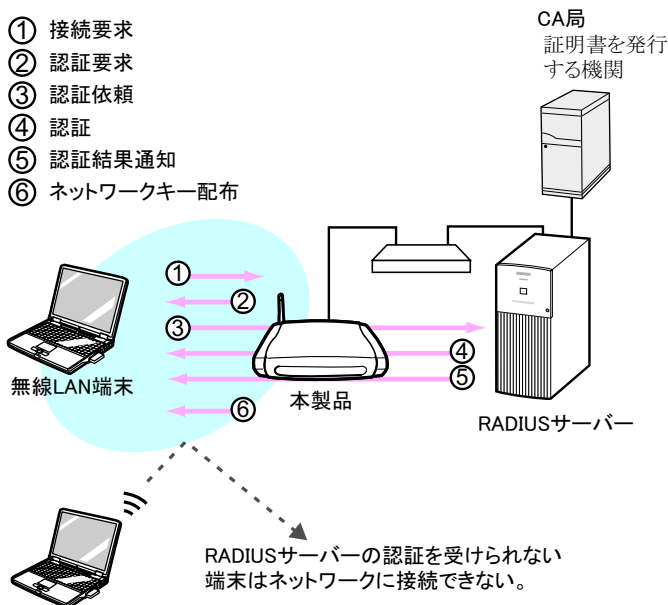 ① 接続要求
② 認証要求
③ 認証依頼
④ 認証
⑤ 認証結果通知
⑥ ネットワークキー配布
CA局
証明書を発行
する機関
①
②
③
④
⑤
⑥
無線LAN端末
本製品
RADIUSサーバー
RADIUSサーバーの認証を受けられない
端末はネットワークに接続できない。